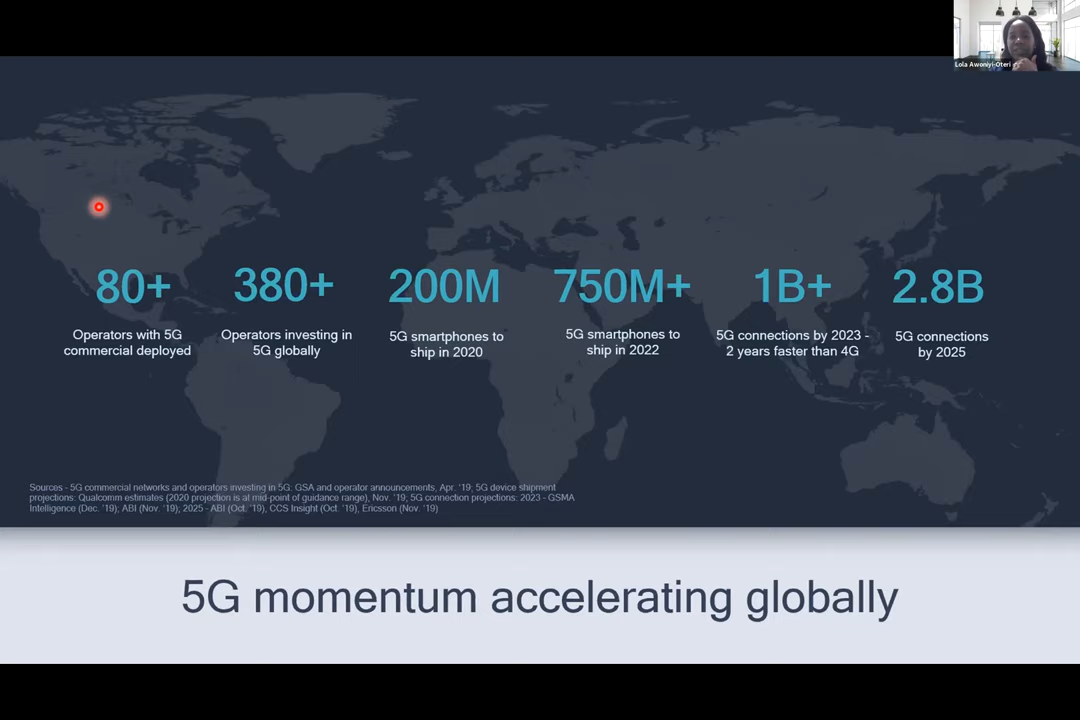 Lola Awoniyi-Oteri
80+
Operators with 5G
commercial deployed
380+
Operators investing in
5G globally
200M
5G smartphones to
ship in 2020
750M+
5G smartphones to
ship in 2022
1B+
5G connections by 2023 -
2 years faster than 4G
2.8B
5G connections
by 2025
Sources - 5G commercial networks and operators investing in 5G: GSA and operator announcements, Apr. ‘19; 5G device shipment
projections: Qualcomm estimates (2020 projection is at mid-point of guidance range), Nov. ‘19; 5G connection projections: 2023 - GSMA
Intelligence (Dec. ‘19); ABI (Nov. ‘19); 2025 - ABI (Oct. ‘19), CCS Insight (Oct. ‘19), Ericsson (Nov. ‘19)
5G momentum accelerating globally